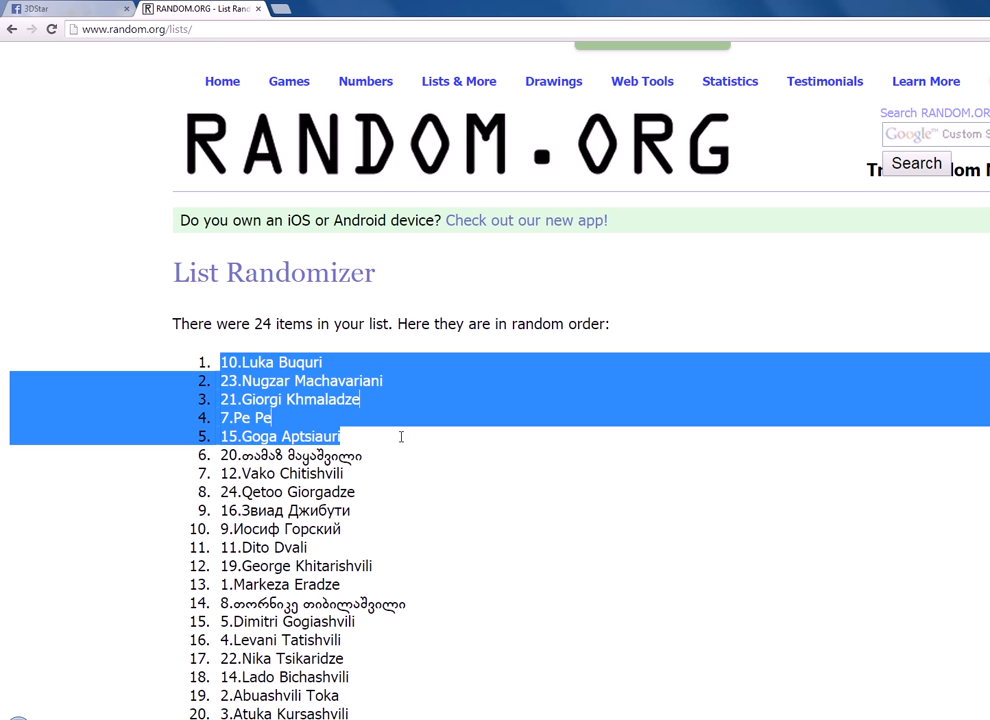 3DStar
RANDOM.ORG - List Ran
www.random.org/lists/
Home Games Numbers Lists & More Drawings Web Tools Statistics Testimonials Learn More
Search RANDOM.OR
RANDOM.ORG
Google™ Custom S
Search
Do you own an iOS or Android device? Check out our new app!
List Randomizer
There were 24 items in your list. Here they are in random order:
1. 10.Luka Buquri
2. 23.Nugzar Machavariani
3. 21.Giorgi Khmaladze
4. 7.Pe Pe
5. 15.Goga Aptsiauri
6. 20.თამაზ მაყაშვილი
7. 12.Vako Chitishvili
8. 24.Qetoo Giorgadze
9. 16.Звиад Джибути
10. 9.Иосиф Горский
11. 11.Dito Dvali
12. 19.George Khitarishvili
13. 1.Markeza Eradze
14. 8.თორნიკე თიბილაშვილი
15. 5.Dimitri Gogiashvili
16. 4.Levani Tatishvili
17. 22.Nika Tsikaridze
18. 14.Lado Bichashvili
19. 2.Abuashvili Toka
20. 3.Atuka Kursashvili